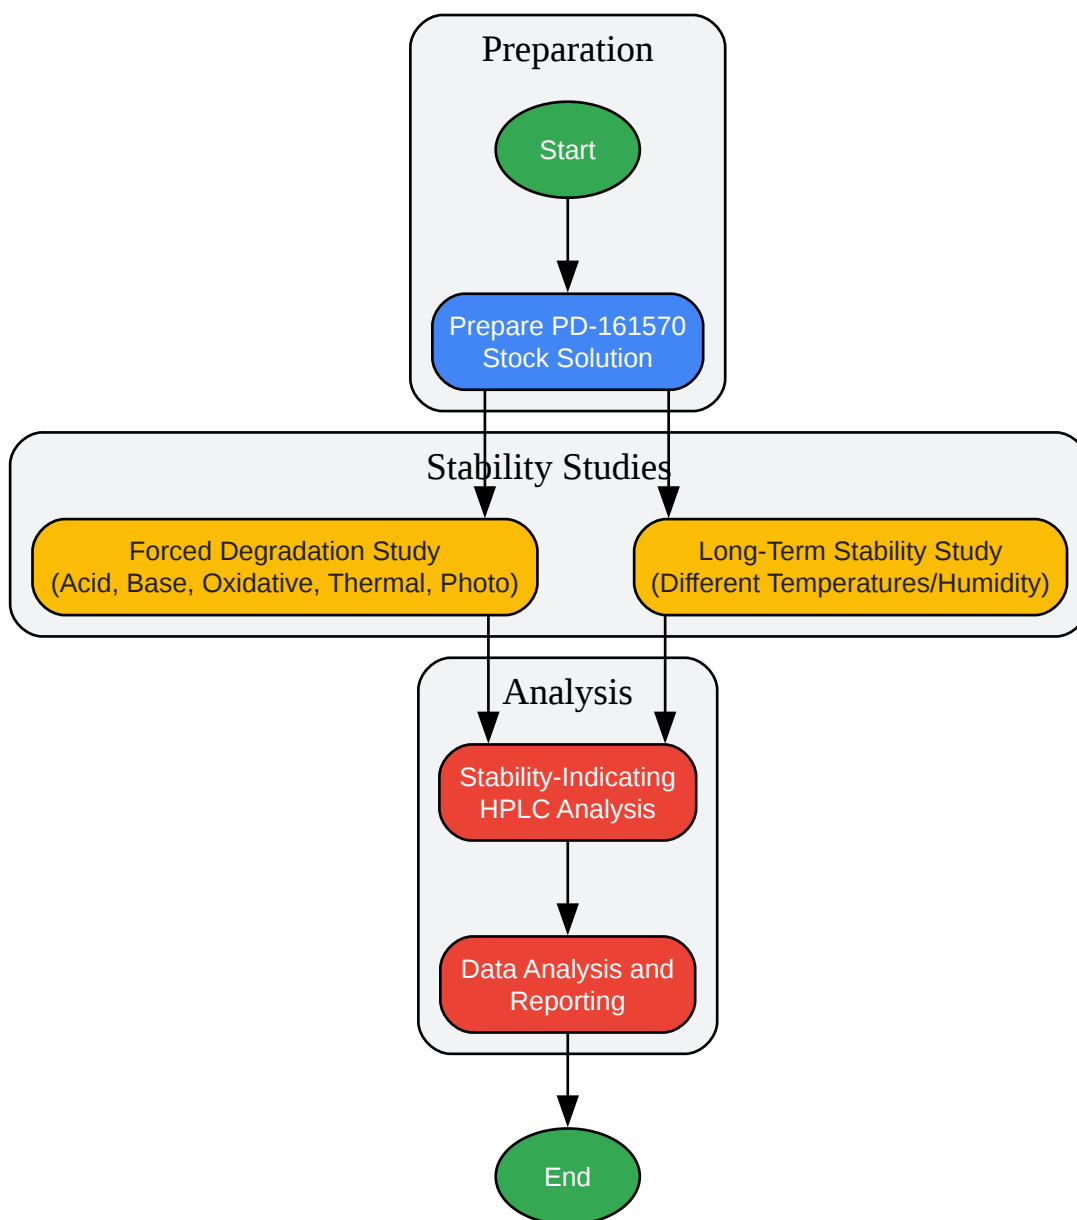 Preparation
Start
Prepare PD-161570
Stock Solution
Stability Studies
Forced Degradation Study
(Acid, Base, Oxidative, Thermal, Photo)
Long-Term Stability Study
(Different Temperatures/Humidity)
Analysis
Stability-Indicating
HPLC Analysis
Data Analysis and
Reporting
End